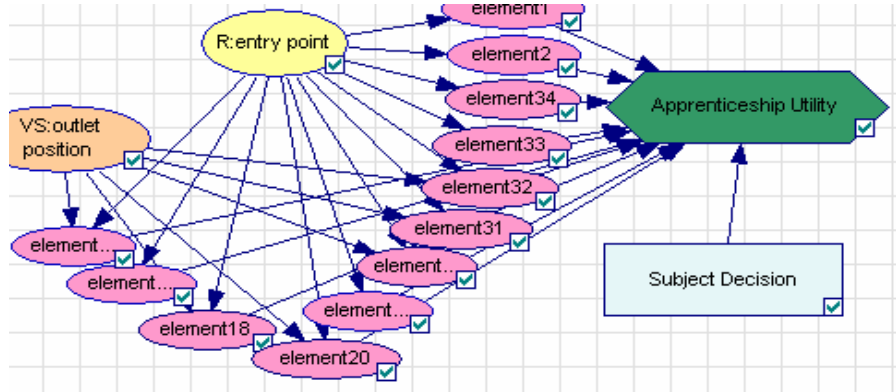 element1
R:entry point
element2
element34
Apprenticeship Utility
VS:outlet
position
element33
element32
element31
element...
element...
element...
Subject Decision
element...
element18
element20